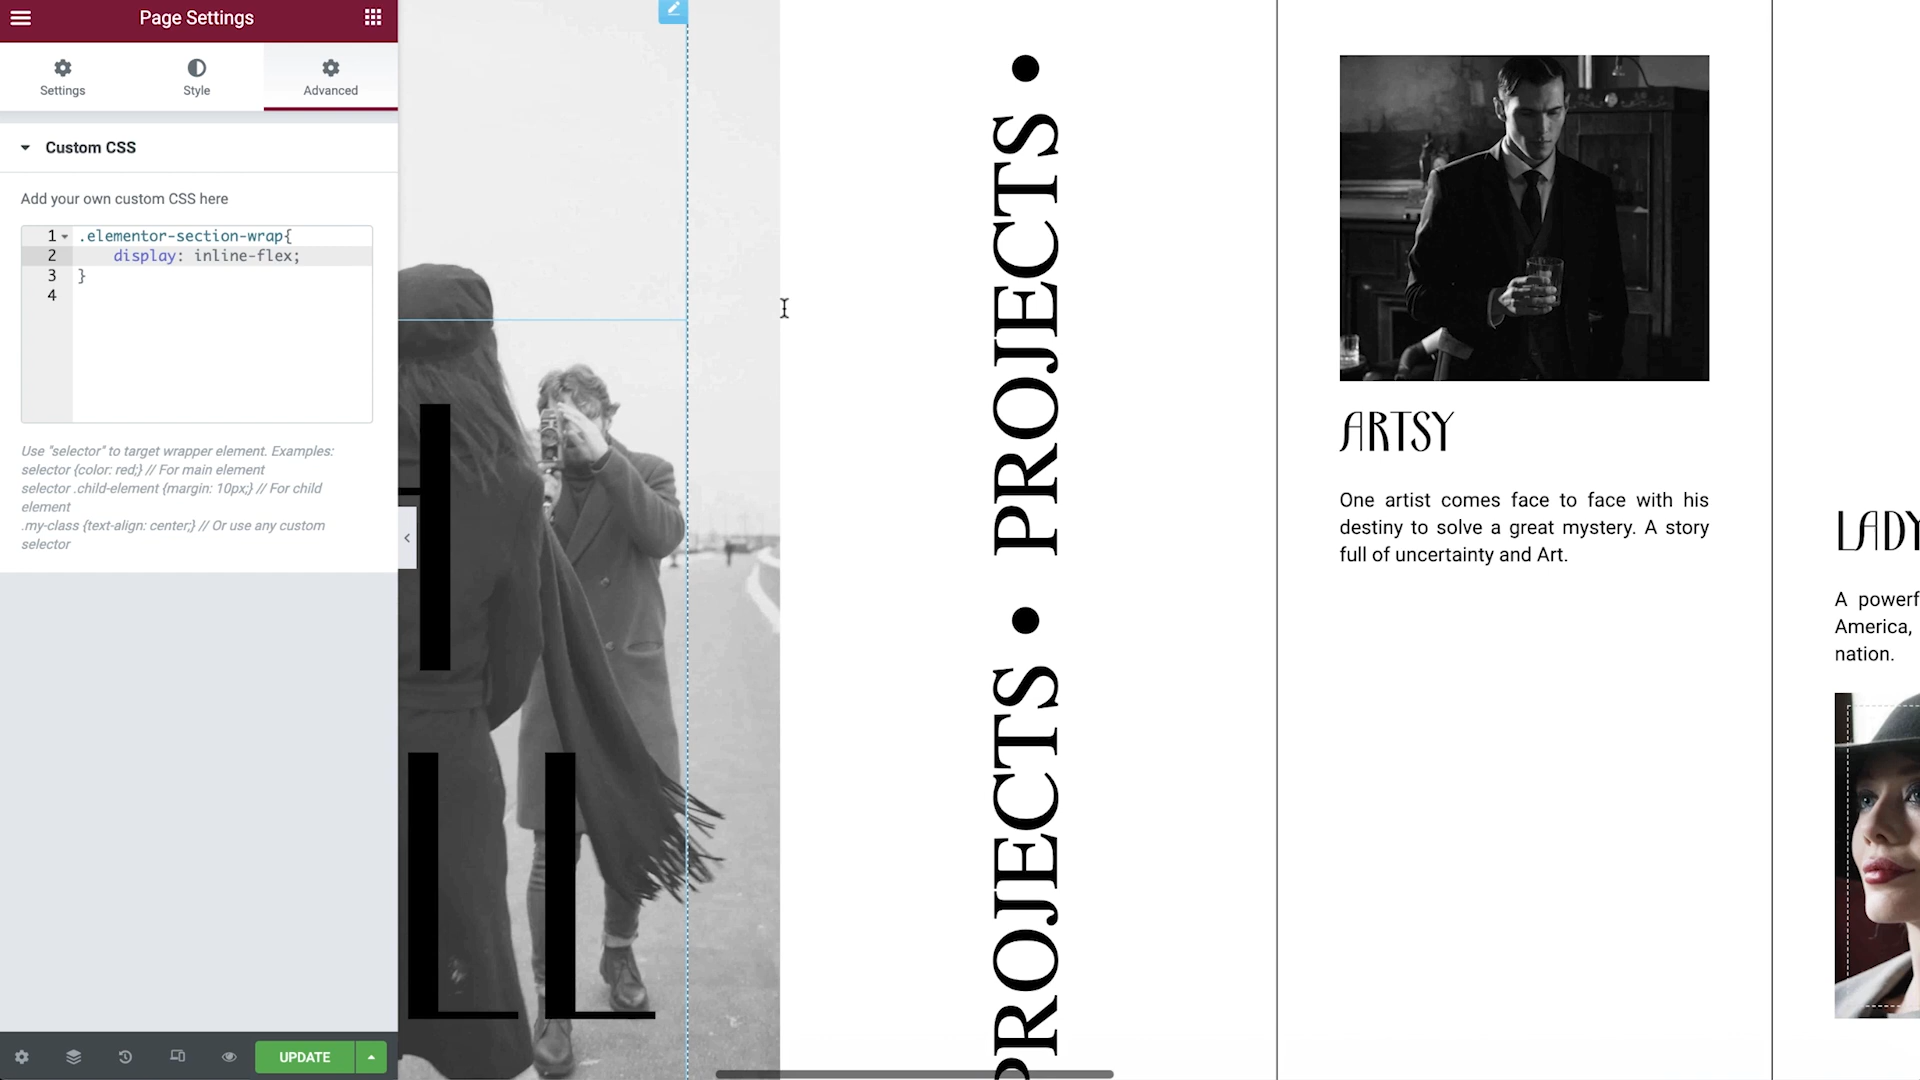 Page Settings
Settings
Style
Advanced
Custom CSS
Add your own custom CSS here
1 .elementor-section-wrap{
2 display: inline-flex;
3 }
4
Use "selector" to target wrapper element. Examples:
selector {color: red;} // For main element
selector .child-element {margin: 10px;} // For child
element
.my-class {text-align: center;} // Or use any custom
selector
UPDATE
PROJECTS •
PROJECTS •
ARTSY
One artist comes face to face with his
destiny to solve a great mystery. A story
full of uncertainty and Art.
LADY
A powerf
America,
nation.